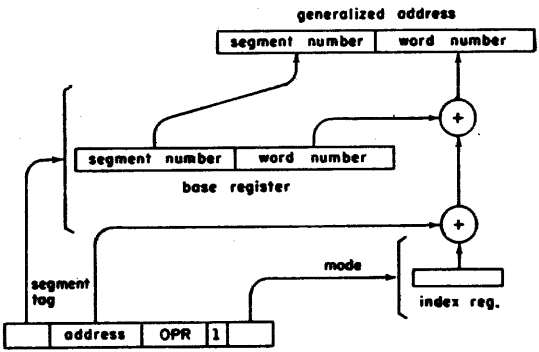 generalized address
segment number word number
+
segment number word number
base register
+
segment
tag
mode
index reg.
address OPR 1